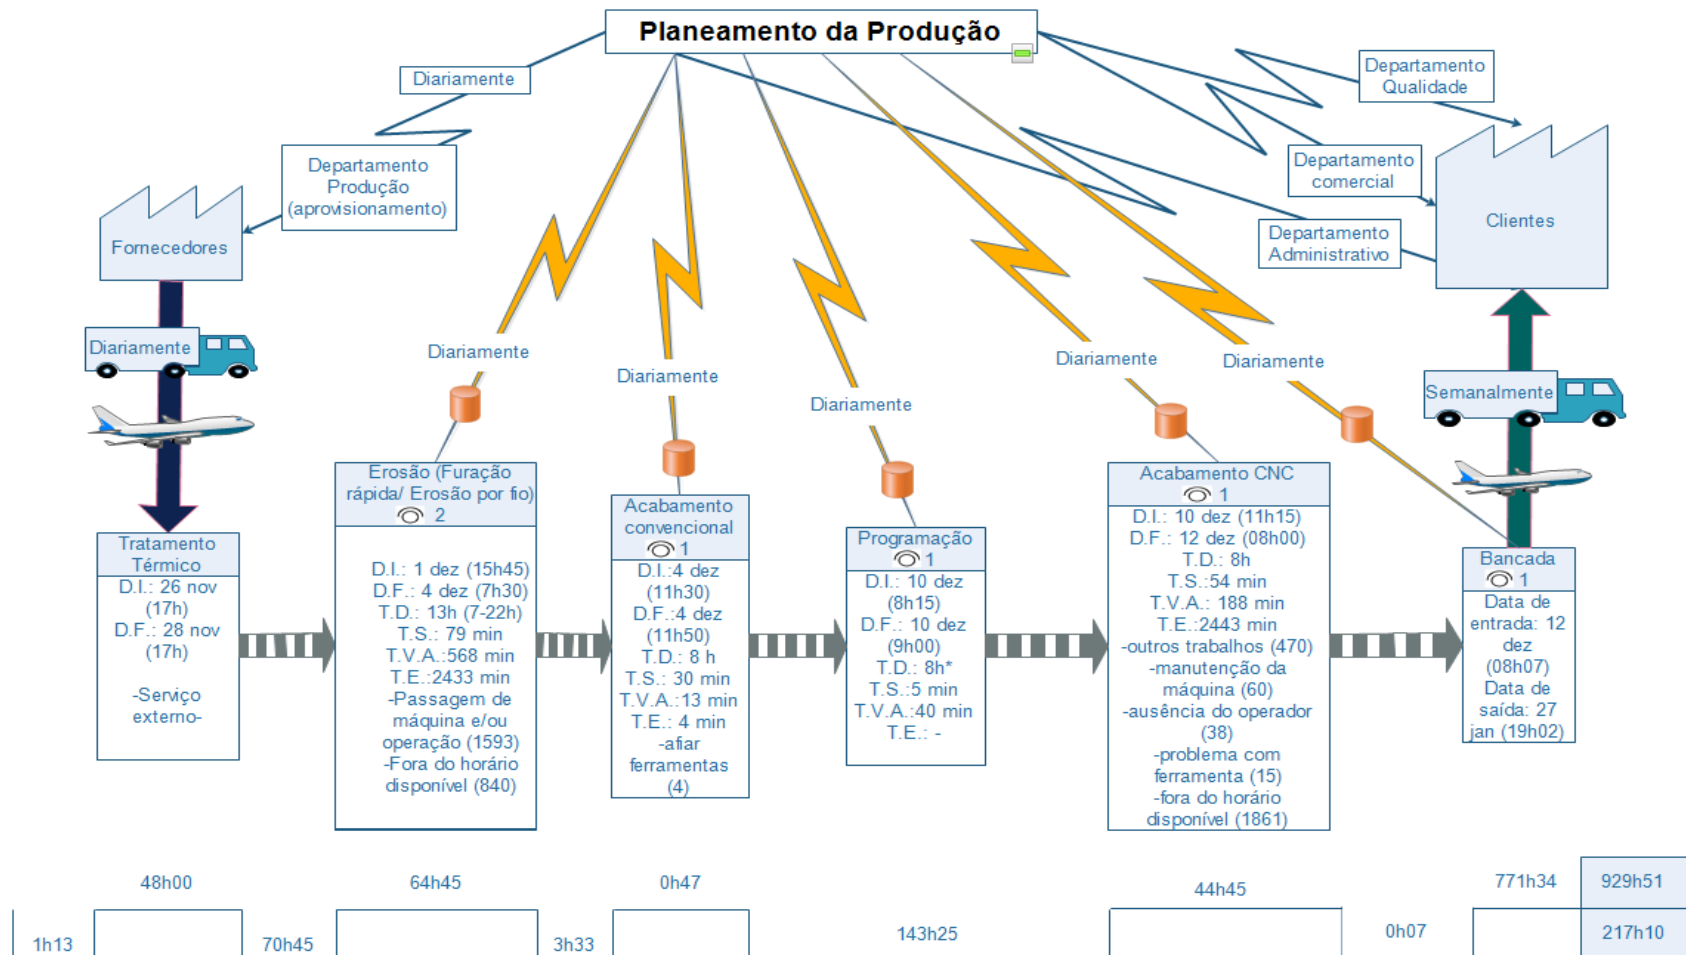 Planeamento da Produção
Diariamente
Departamento
Qualidade
Departamento
Produção
(aprovisionamento)
Departamento
comercial
Departamento
Administrativo
Fornecedores
Clientes
Diariamente
Semanalmente
Diariamente
Diariamente
Diariamente
Diariamente
Diariamente
Tratamento
Térmico
D.I.: 26 nov
(17h)
D.F.: 28 nov
(17h)
-Serviço
externo-
Erosão (Furação
rápida/ Erosão por fio)
2
D.I.: 1 dez (15h45)
D.F.: 4 dez (7h30)
T.D.: 13h (7-22h)
T.S.: 79 min
T.V.A.:568 min
T.E.:2433 min
-Passagem de
máquina e/ou
operação (1593)
-Fora do horário
disponível (840)
Acabamento
convencional
1
D.I.:4 dez
(11h30)
D.F.:4 dez
(11h50)
T.D.: 8 h
T.S.: 30 min
T.V.A.:13 min
T.E.: 4 min
-afiar
ferramentas
(4)
Programação
1
D.I.: 10 dez
(8h15)
D.F.: 10 dez
(9h00)
T.D.: 8h*
T.S.:5 min
T.V.A.:40 min
T.E.: -
Acabamento CNC
1
D.I.: 10 dez (11h15)
D.F.: 12 dez (08h00)
T.D.: 8h
T.S.:54 min
T.V.A.: 188 min
T.E.:2443 min
-outros trabalhos (470)
-manutenção da
máquina (60)
-ausência do operador
(38)
-problema com
ferramenta (15)
-fora do horário
disponível (1861)
Bancada
1
Data de
entrada: 12
dez
(08h07)
Data de
saída: 27
jan (19h02)
48h00
64h45
0h47
44h45
771h34
929h51
1h13
70h45
3h33
143h25
0h07
217h10